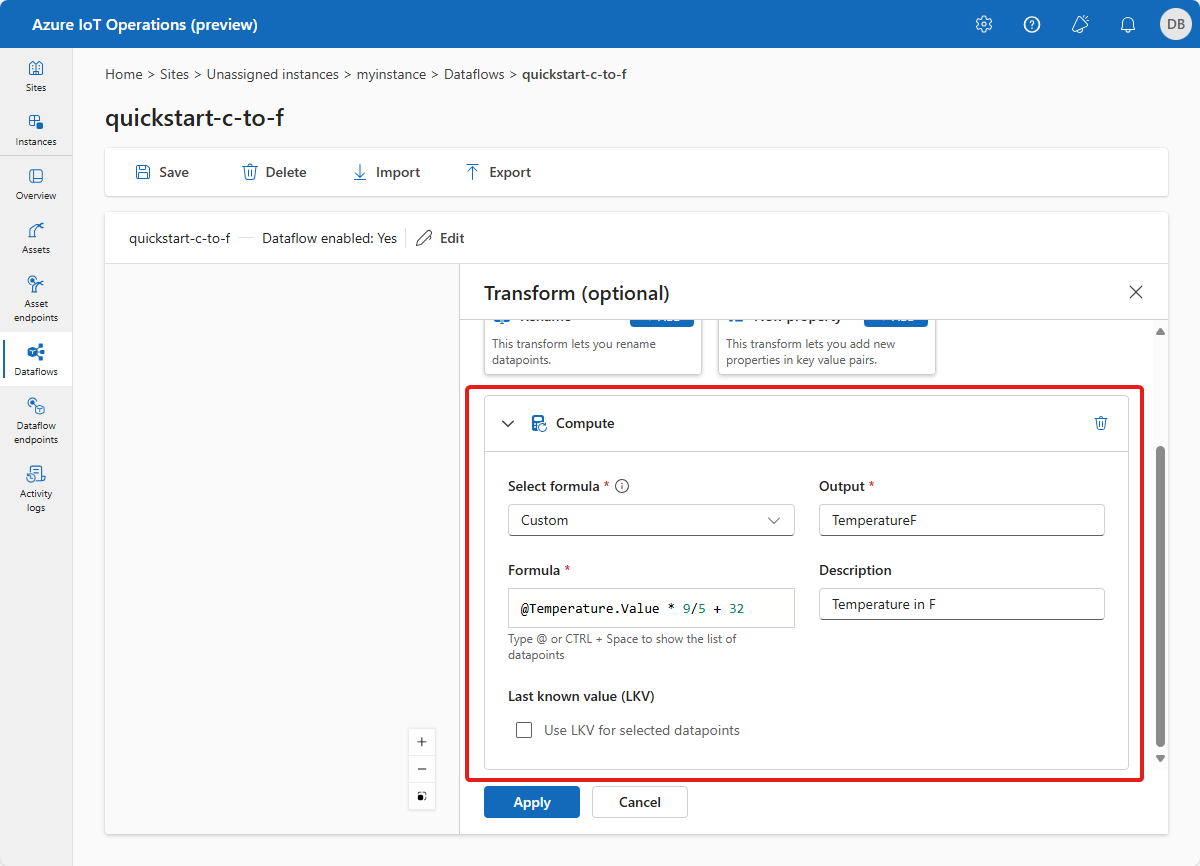 Azure IoT Operations (preview)
DB
Sites
Instances
Overview
Assets
Asset
endpoints
Dataflows
Dataflow
endpoints
Activity
logs
Home > Sites > Unassigned instances > myinstance > Dataflows > quickstart-c-to-f
quickstart-c-to-f
Save Delete Import Export
quickstart-c-to-f Dataflow enabled: Yes Edit
Transform (optional)
Rename
This transform lets you rename
datapoints.
New property
This transform lets you add new
properties in key value pairs.
Compute
Select formula *
Custom
Output *
TemperatureF
Formula *
@Temperature.Value * 9/5 + 32
Type @ or CTRL + Space to show the list of
datapoints
Description
Temperature in F
Last known value (LKV)
Use LKV for selected datapoints
Apply Cancel